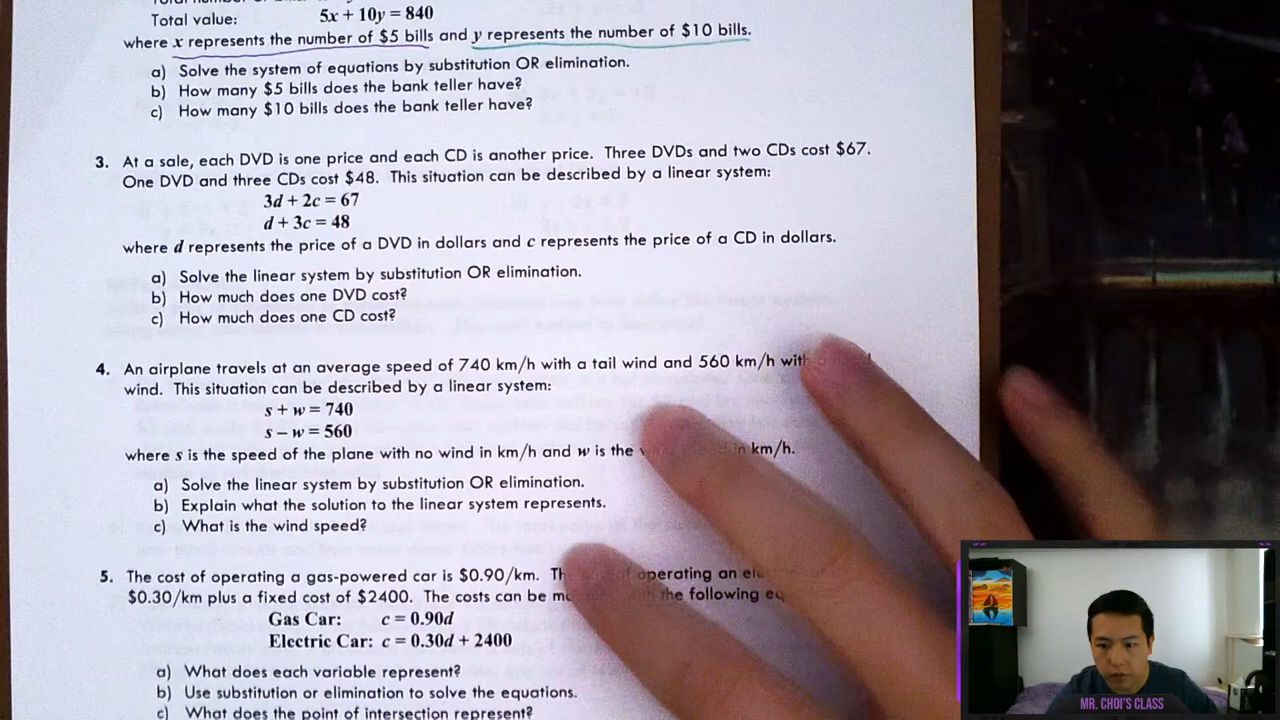 Total value: 5x + 10y = 840
where x represents the number of $5 bills and y represents the number of $10 bills.
a) Solve the system of equations by substitution OR elimination.
b) How many $5 bills does the bank teller have?
c) How many $10 bills does the bank teller have?
3. At a sale, each DVD is one price and each CD is another price. Three DVDs and two CDs cost $67.
One DVD and three CDs cost $48. This situation can be described by a linear system:
3d + 2c = 67
d + 3c = 48
where d represents the price of a DVD in dollars and c represents the price of a CD in dollars.
a) Solve the linear system by substitution OR elimination.
b) How much does one DVD cost?
c) How much does one CD cost?
4. An airplane travels at an average speed of 740 km/h with a tail wind and 560 km/h with
wind. This situation can be described by a linear system:
s + w = 740
s – w = 560
where s is the speed of the plane with no wind in km/h and w is the in km/h.
a) Solve the linear system by substitution OR elimination.
b) Explain what the solution to the linear system represents.
c) What is the wind speed?
5. The cost of operating a gas-powered car is $0.90/km. operating an
$0.30/km plus a fixed cost of $2400. The costs can be the following
Gas Car: c = 0.90d
Electric Car: c = 0.30d + 2400
a) What does each variable represent?
b) Use substitution or elimination to solve the equations.
c) What does the point of intersection represent?
MR. CHOI'S CLASS